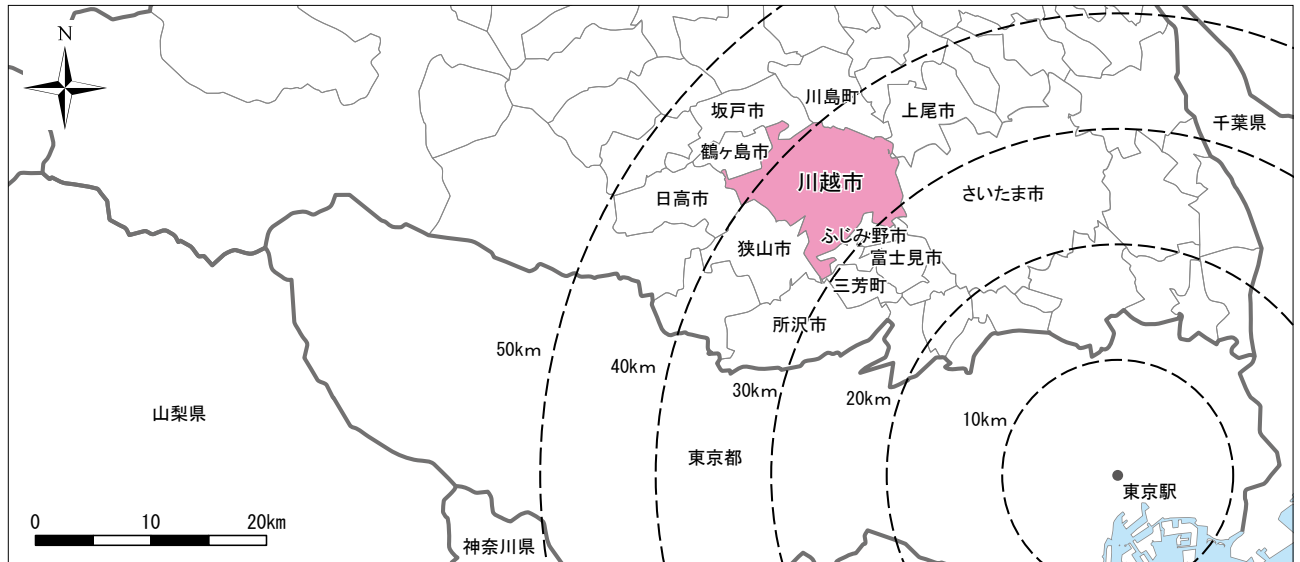 N
川島町
坂戸市
上尾市
千葉県
鶴ヶ島市
川越市
日高市
さいたま市
ふじみ野市
狭山市
富士見市
三芳町
所沢市
50km
40km
30km
20km
10km
山梨県
東京都
東京駅
0 10 20km
神奈川県